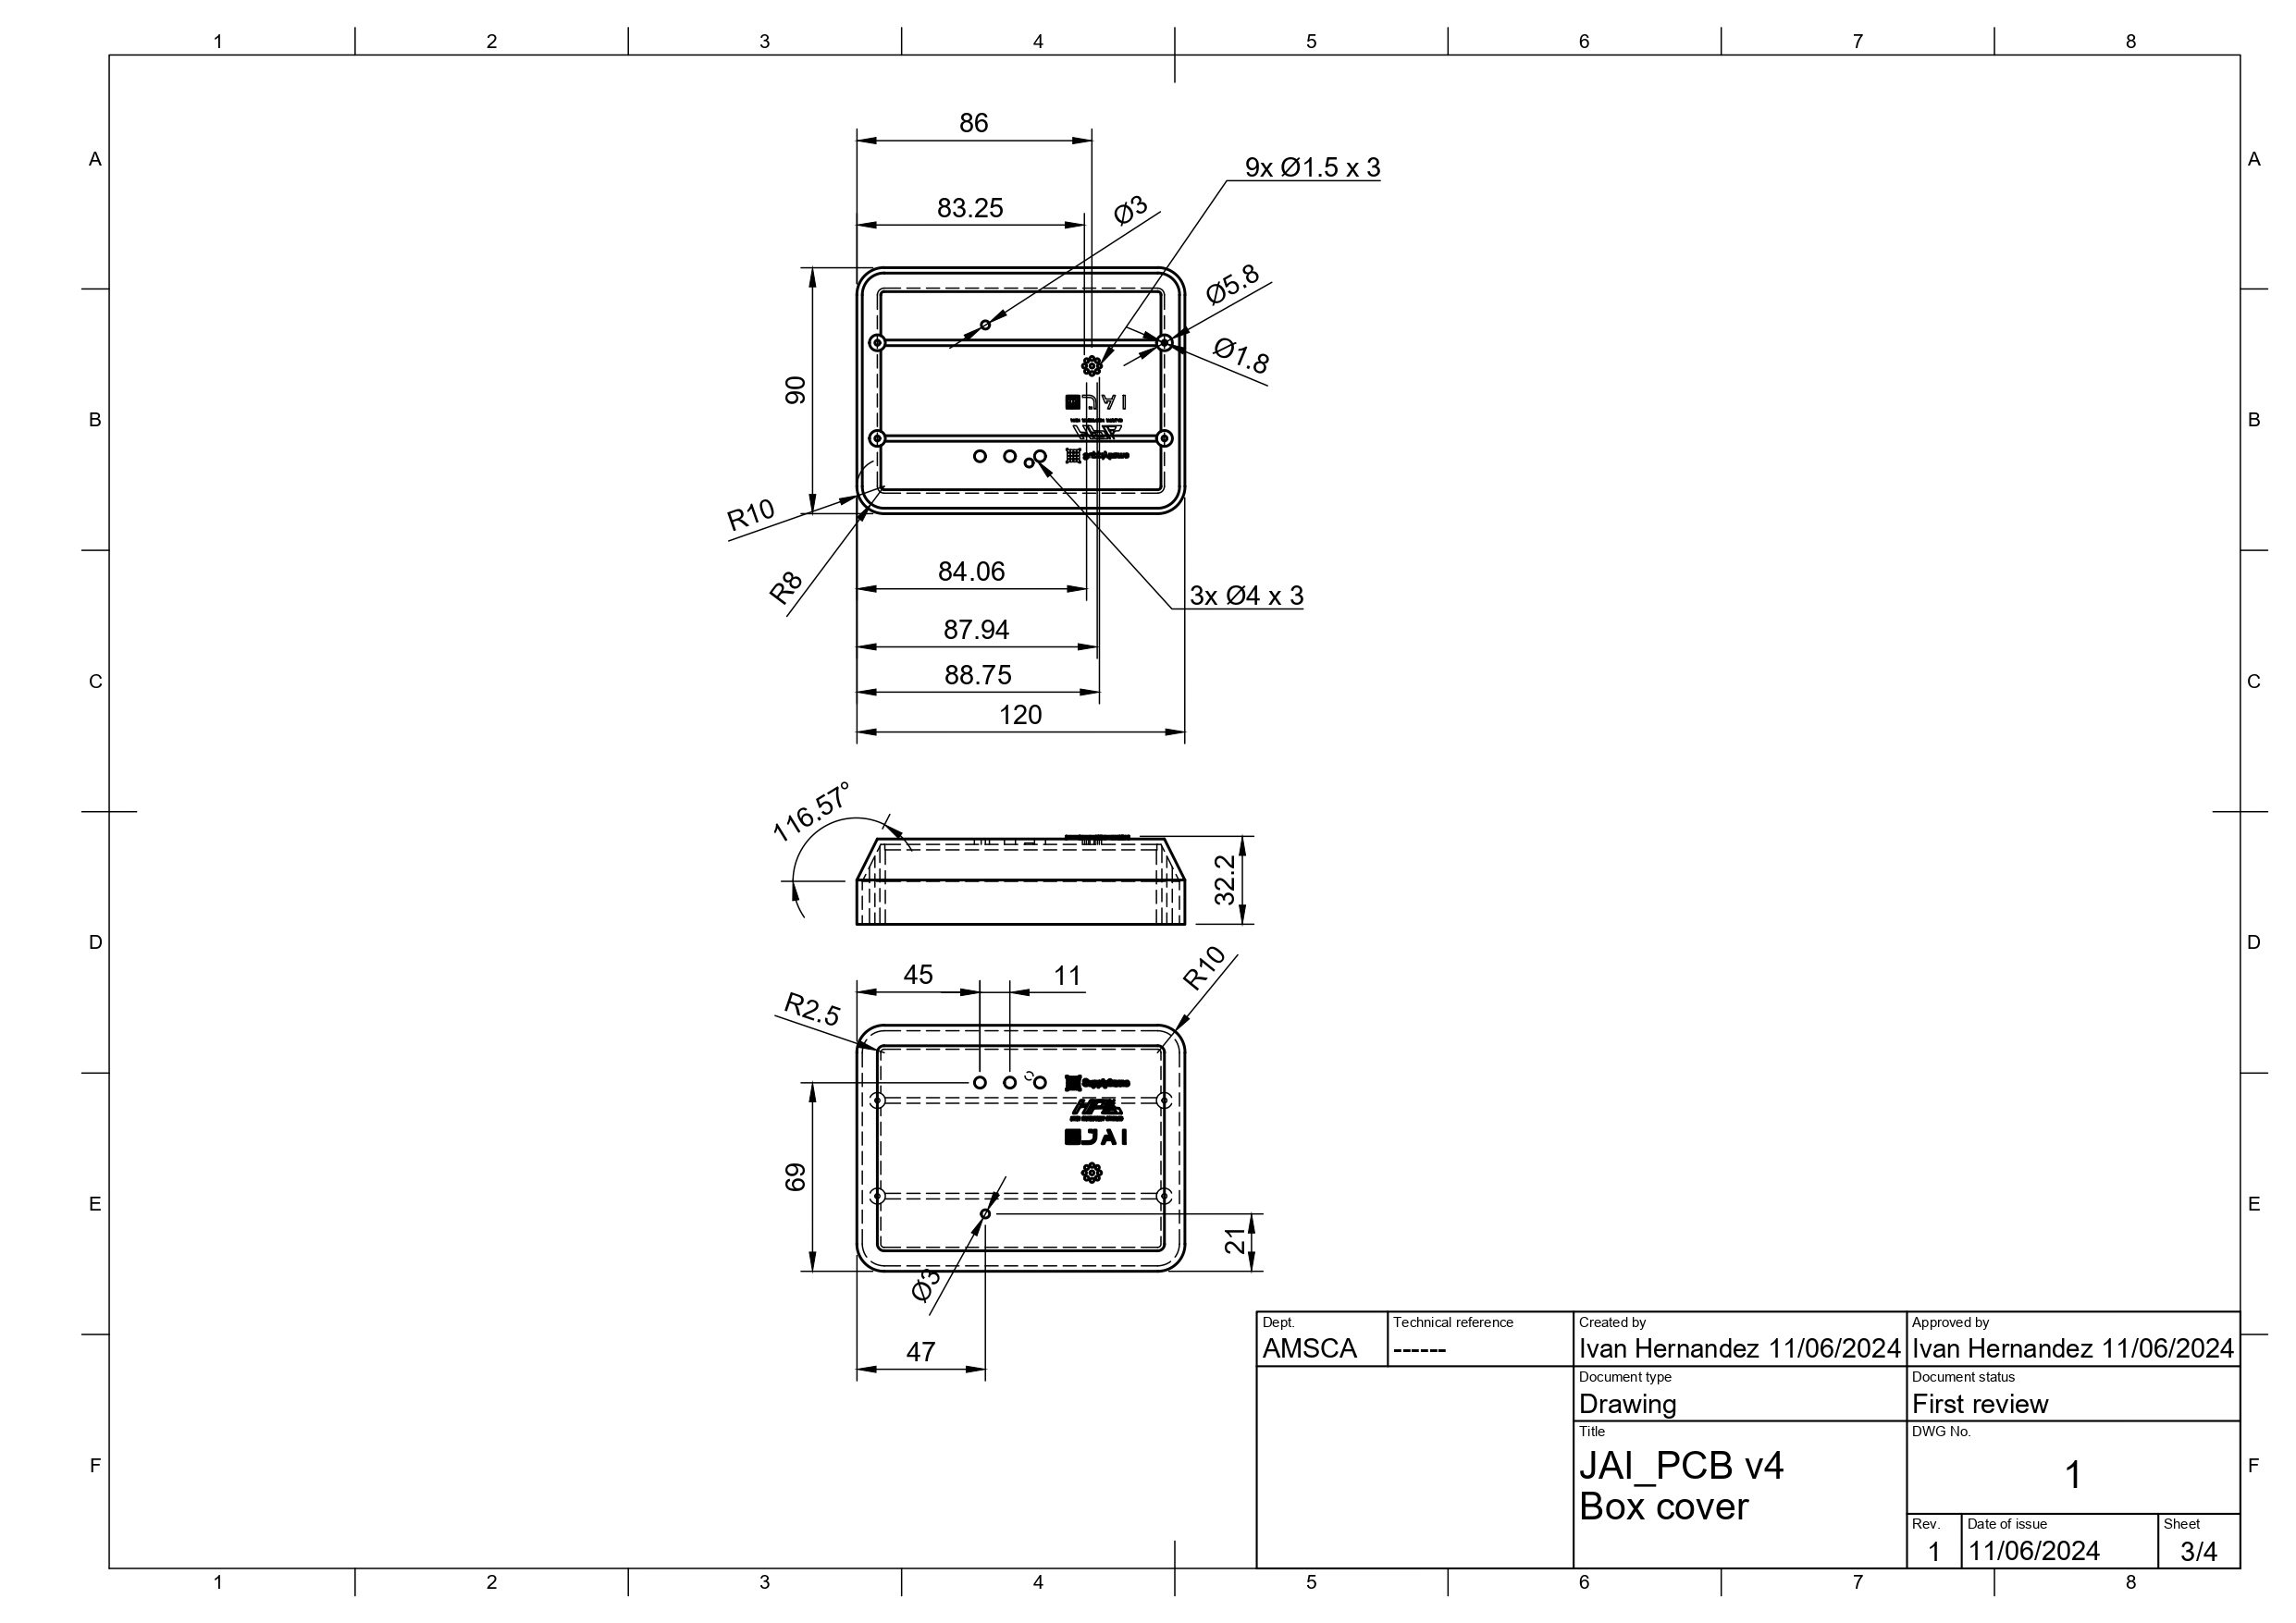 1 2 3 4 5 6 7 8
A A
B B
C C
D D
E E
F F
86
83.25
Ø3
9x Ø1.5 x 3
Ø5.8
Ø1.8
90
JAI
R10
R8
84.06
3x Ø4 x 3
87.94
88.75
120
116.57°
32.2
45
11
R10
R2.5
Supplyframe
JAI
69
21
Ø3
47
Dept.
AMSCA
Technical reference
------
Created by
Ivan Hernandez 11/06/2024
Approved by
Ivan Hernandez 11/06/2024
Document type
Drawing
Document status
First review
Title
JAI_PCB v4
Box cover
DWG No.
1
Rev.
1
Date of issue
11/06/2024
Sheet
3/4
1 2 3 4 5 6 7 8